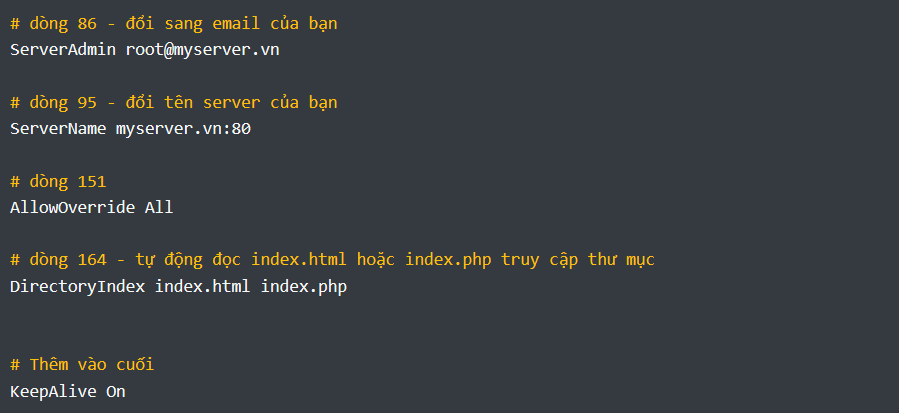 # dòng 86 - đổi sang email của bạn
ServerAdmin root@myserver.vn
# dòng 95 - đổi tên server của bạn
ServerName myserver.vn:80
# dòng 151
AllowOverride All
# dòng 164 - tự động đọc index.html hoặc index.php truy cập thư mục
DirectoryIndex index.html index.php
# Thêm vào cuối
KeepAlive On